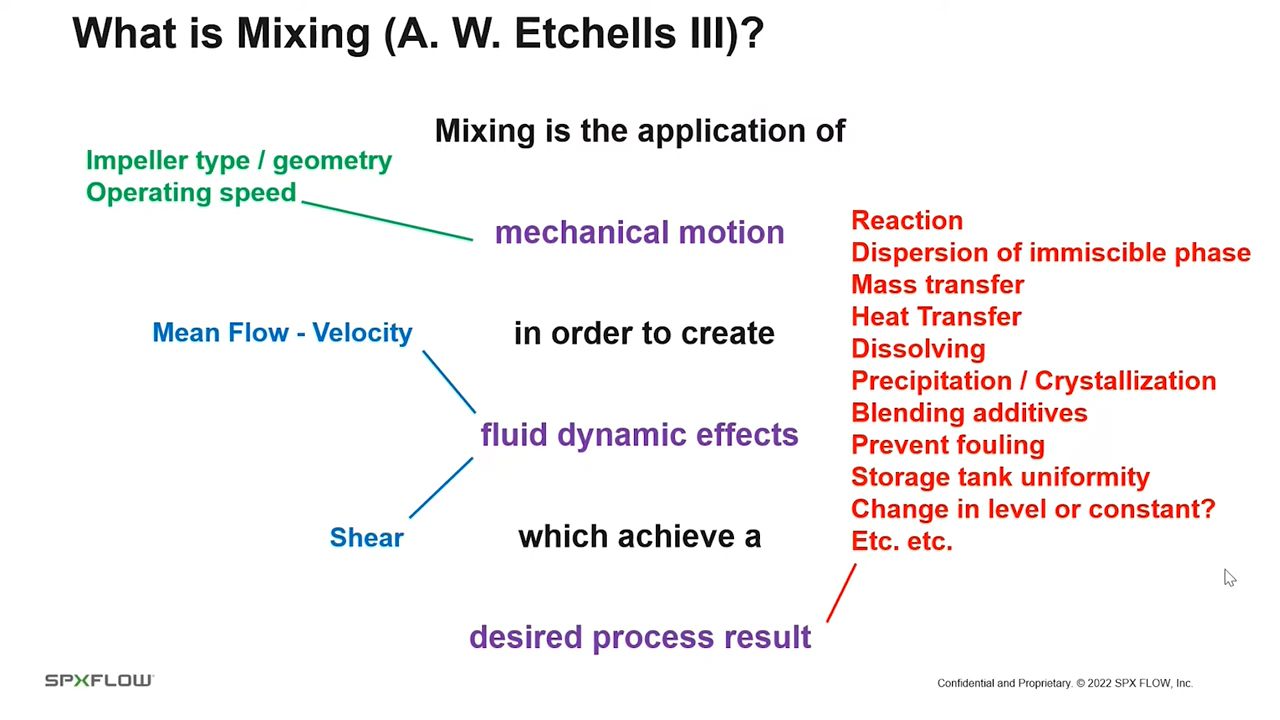 What is Mixing (A. W. Etchells III)?
Mixing is the application of
Impeller type / geometry
Operating speed
mechanical motion
Reaction
Dispersion of immiscible phase
Mass transfer
Heat Transfer
Dissolving
Precipitation / Crystallization
Blending additives
Prevent fouling
Storage tank uniformity
Change in level or constant?
Etc. etc.
Mean Flow - Velocity
in order to create
fluid dynamic effects
Shear
which achieve a
desired process result
SPXFLOW
Confidential and Proprietary. © 2022 SPX FLOW, Inc.